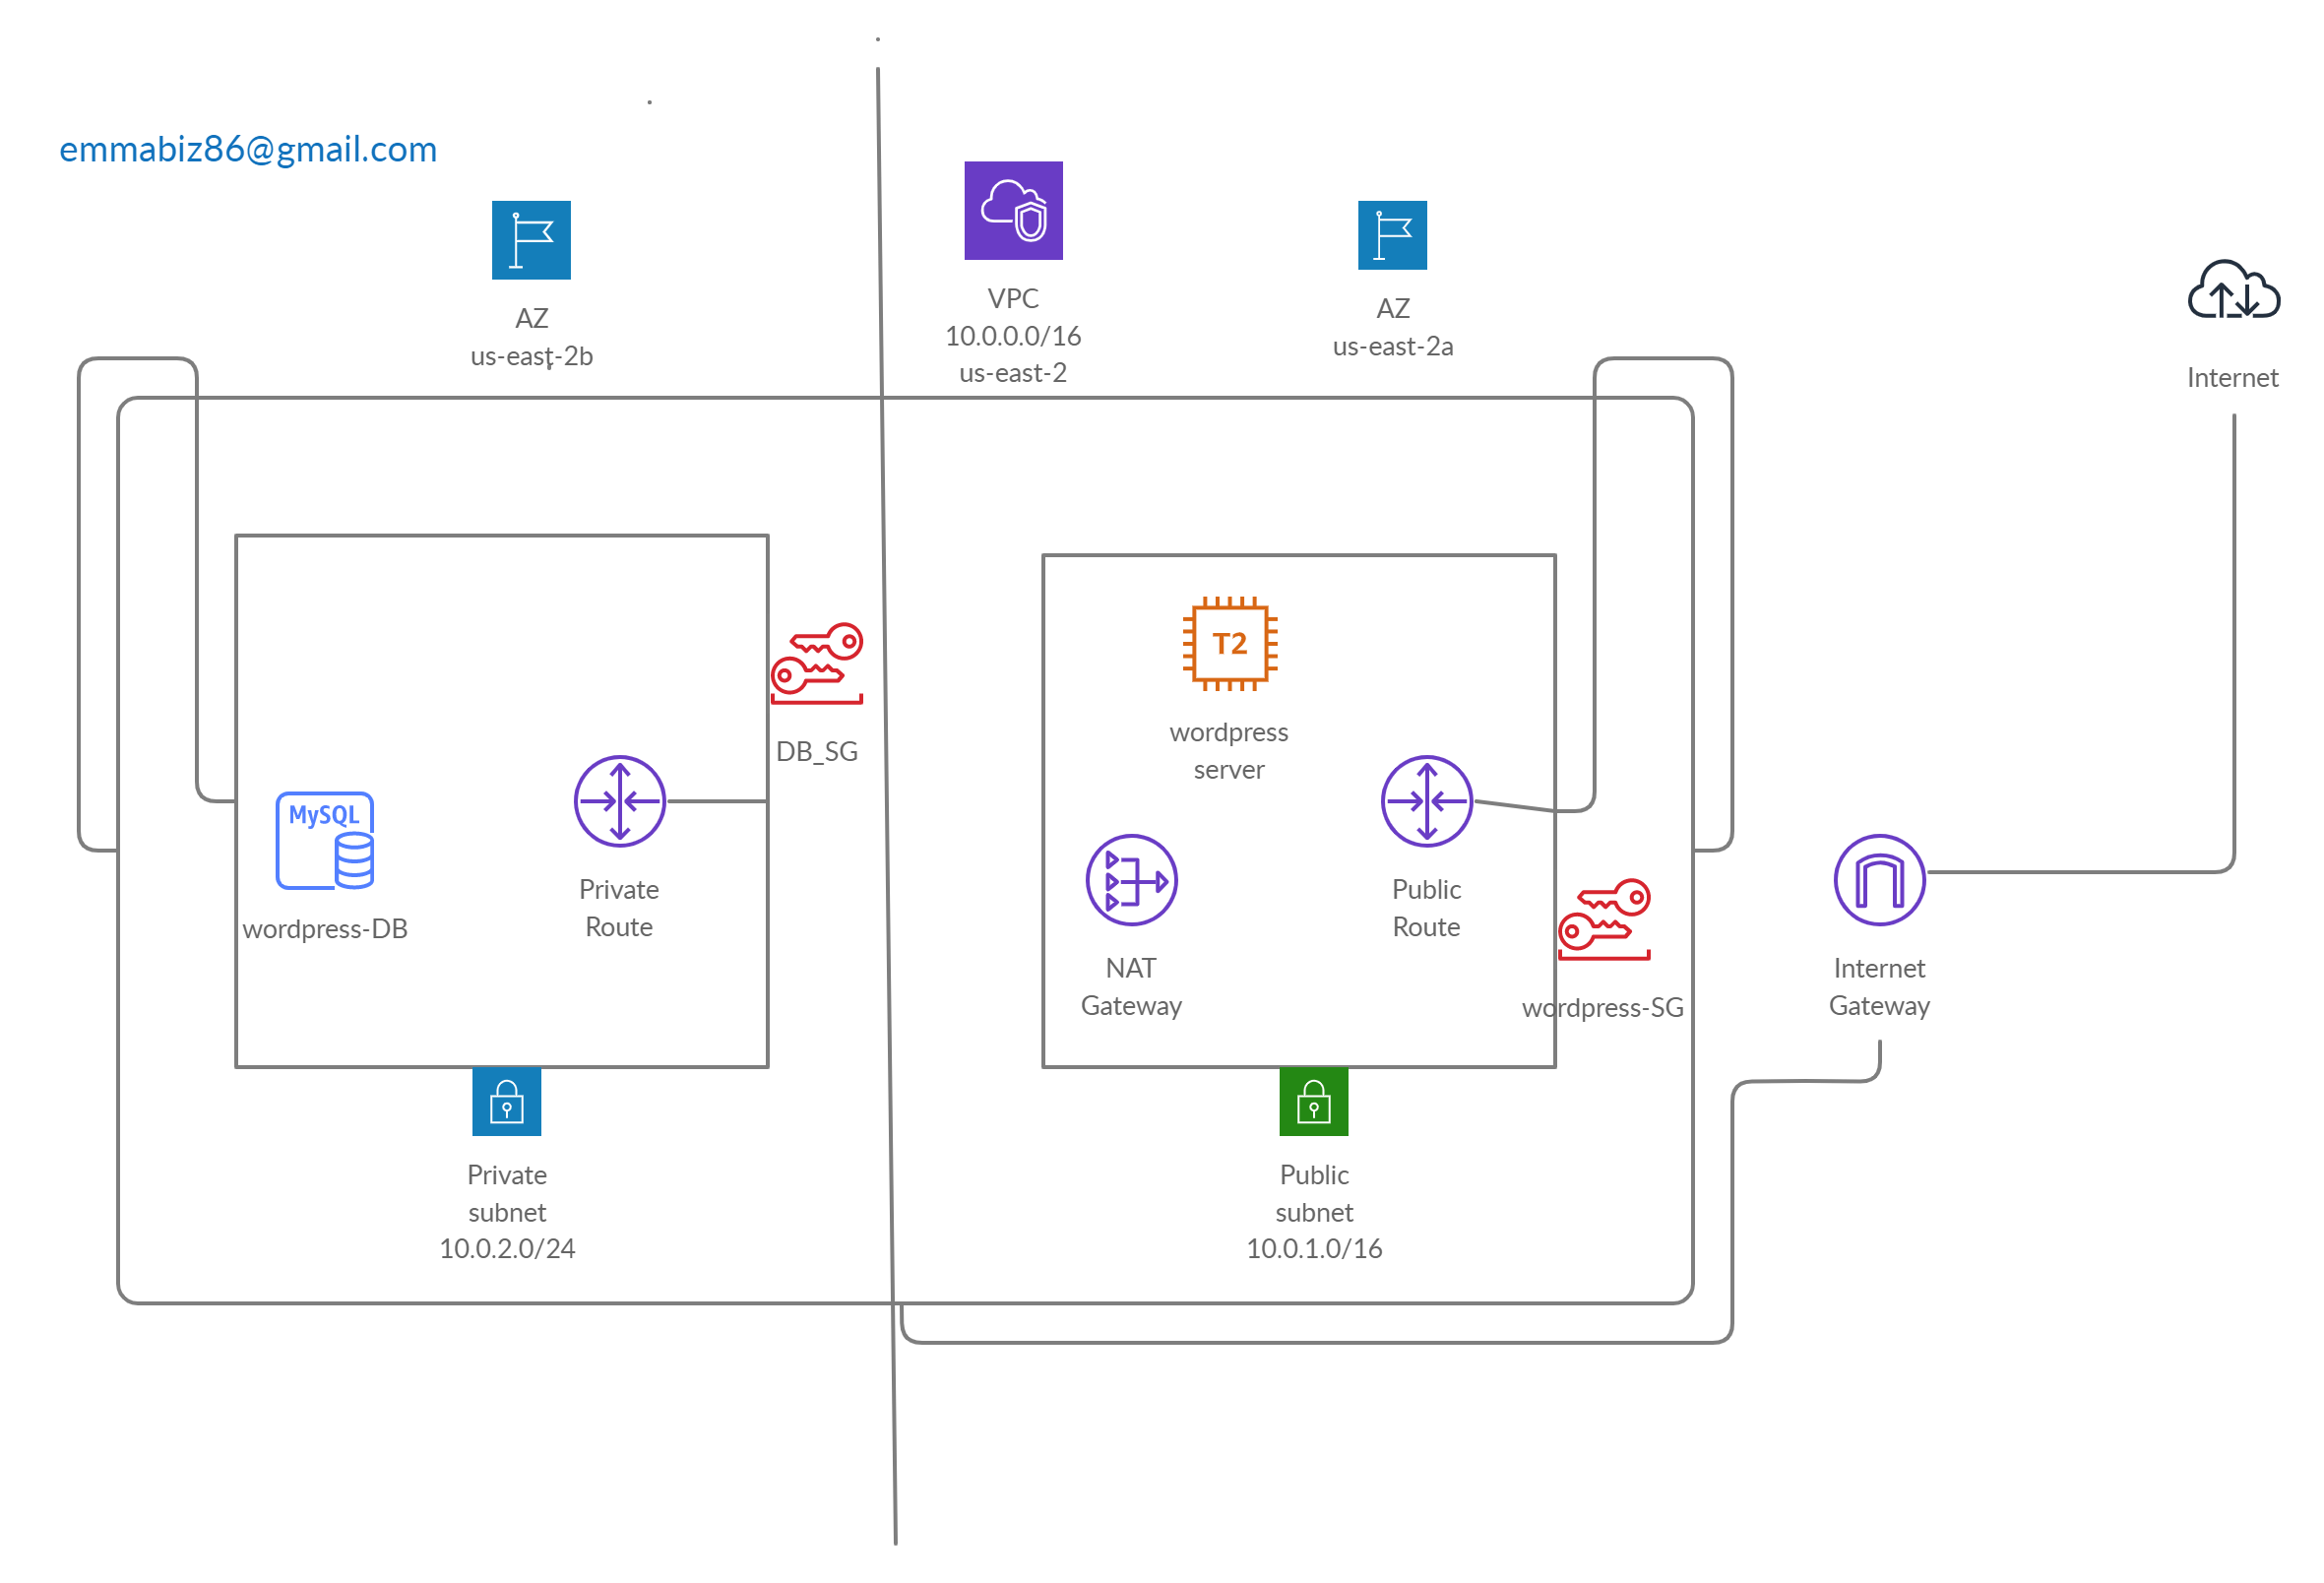 emmabiz86@gmail.com
AZ
us-east-2b
VPC
10.0.0.0/16
us-east-2
AZ
us-east-2a
Internet
T2
wordpress
server
DB_SG
MySQL
wordpress-DB
Private
Route
NAT
Gateway
Public
Route
wordpress-SG
Internet
Gateway
Private
subnet
10.0.2.0/24
Public
subnet
10.0.1.0/16